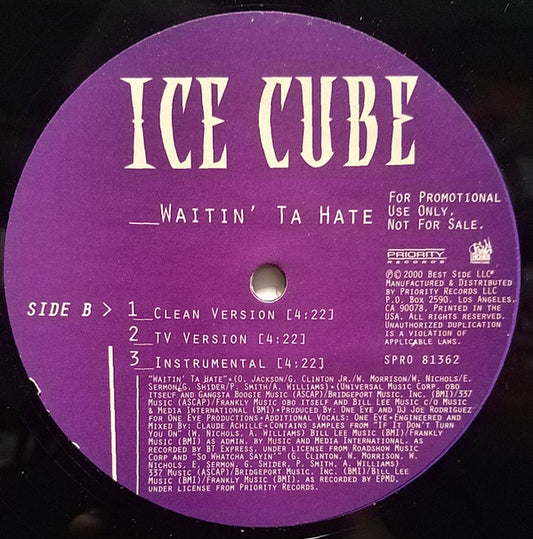 ICE CUBE
__Waitin' Ta Hate
For Promotional
Use Only.
Not For Sale.
PRIORITY
RECORDS
℗© 2000 Best Side LLC
Manufactured & Distributed
by Priority Records LLC
P.O. Box 2590, Los Angeles,
CA 90078. Printed in the
USA. All rights reserved.
Unauthorized duplication
is a violation of
applicable laws.
SPRO 81362
SIDE B > 1__Clean Version [4:22]
2__TV Version [4:22]
3__Instrumental [4:22]
"Waitin' Ta Hate" (O. Jackson/G. Clinton Jr./W. Morrison/W. Nichols/E.
Sermon/G. Shider/P. Smith/A. Williams) •(Universal Music Corp. obo
itself and Gangsta Boogie Music (ASCAP)/Bridgeport Music, Inc. (BMI)/337
Music (ASCAP)/Frankly Music obo itself and Bill Lee Music c/o Music
& Media International (BMI)•Produced By: One Eye and DJ Joe Rodriguez
for One Eye Productions•Additional Vocals: One Eye•Engineered and
Mixed By: Claude Achille•Contains samples from "If It Don't Turn
You On" (W. Nichols, A. Williams) Bill Lee Music (BMI)/Frankly
Music (BMI) as admin. by Music and Media International. as
recorded by BT Express, under license from Roadshow Music
Corp and "So Whatcha Sayin'" (G. Clinton, W. Morrison, W.
Nichols, E. Sermon, G. Shider, P. Smith, A. Williams)
337 Music (ASCAP)/Bridgeport Music, Inc (BMI)/Bill Lee
Music (BMI)/Frankly Music (BMI). as recorded by EPMD,
under license from Priority Records.